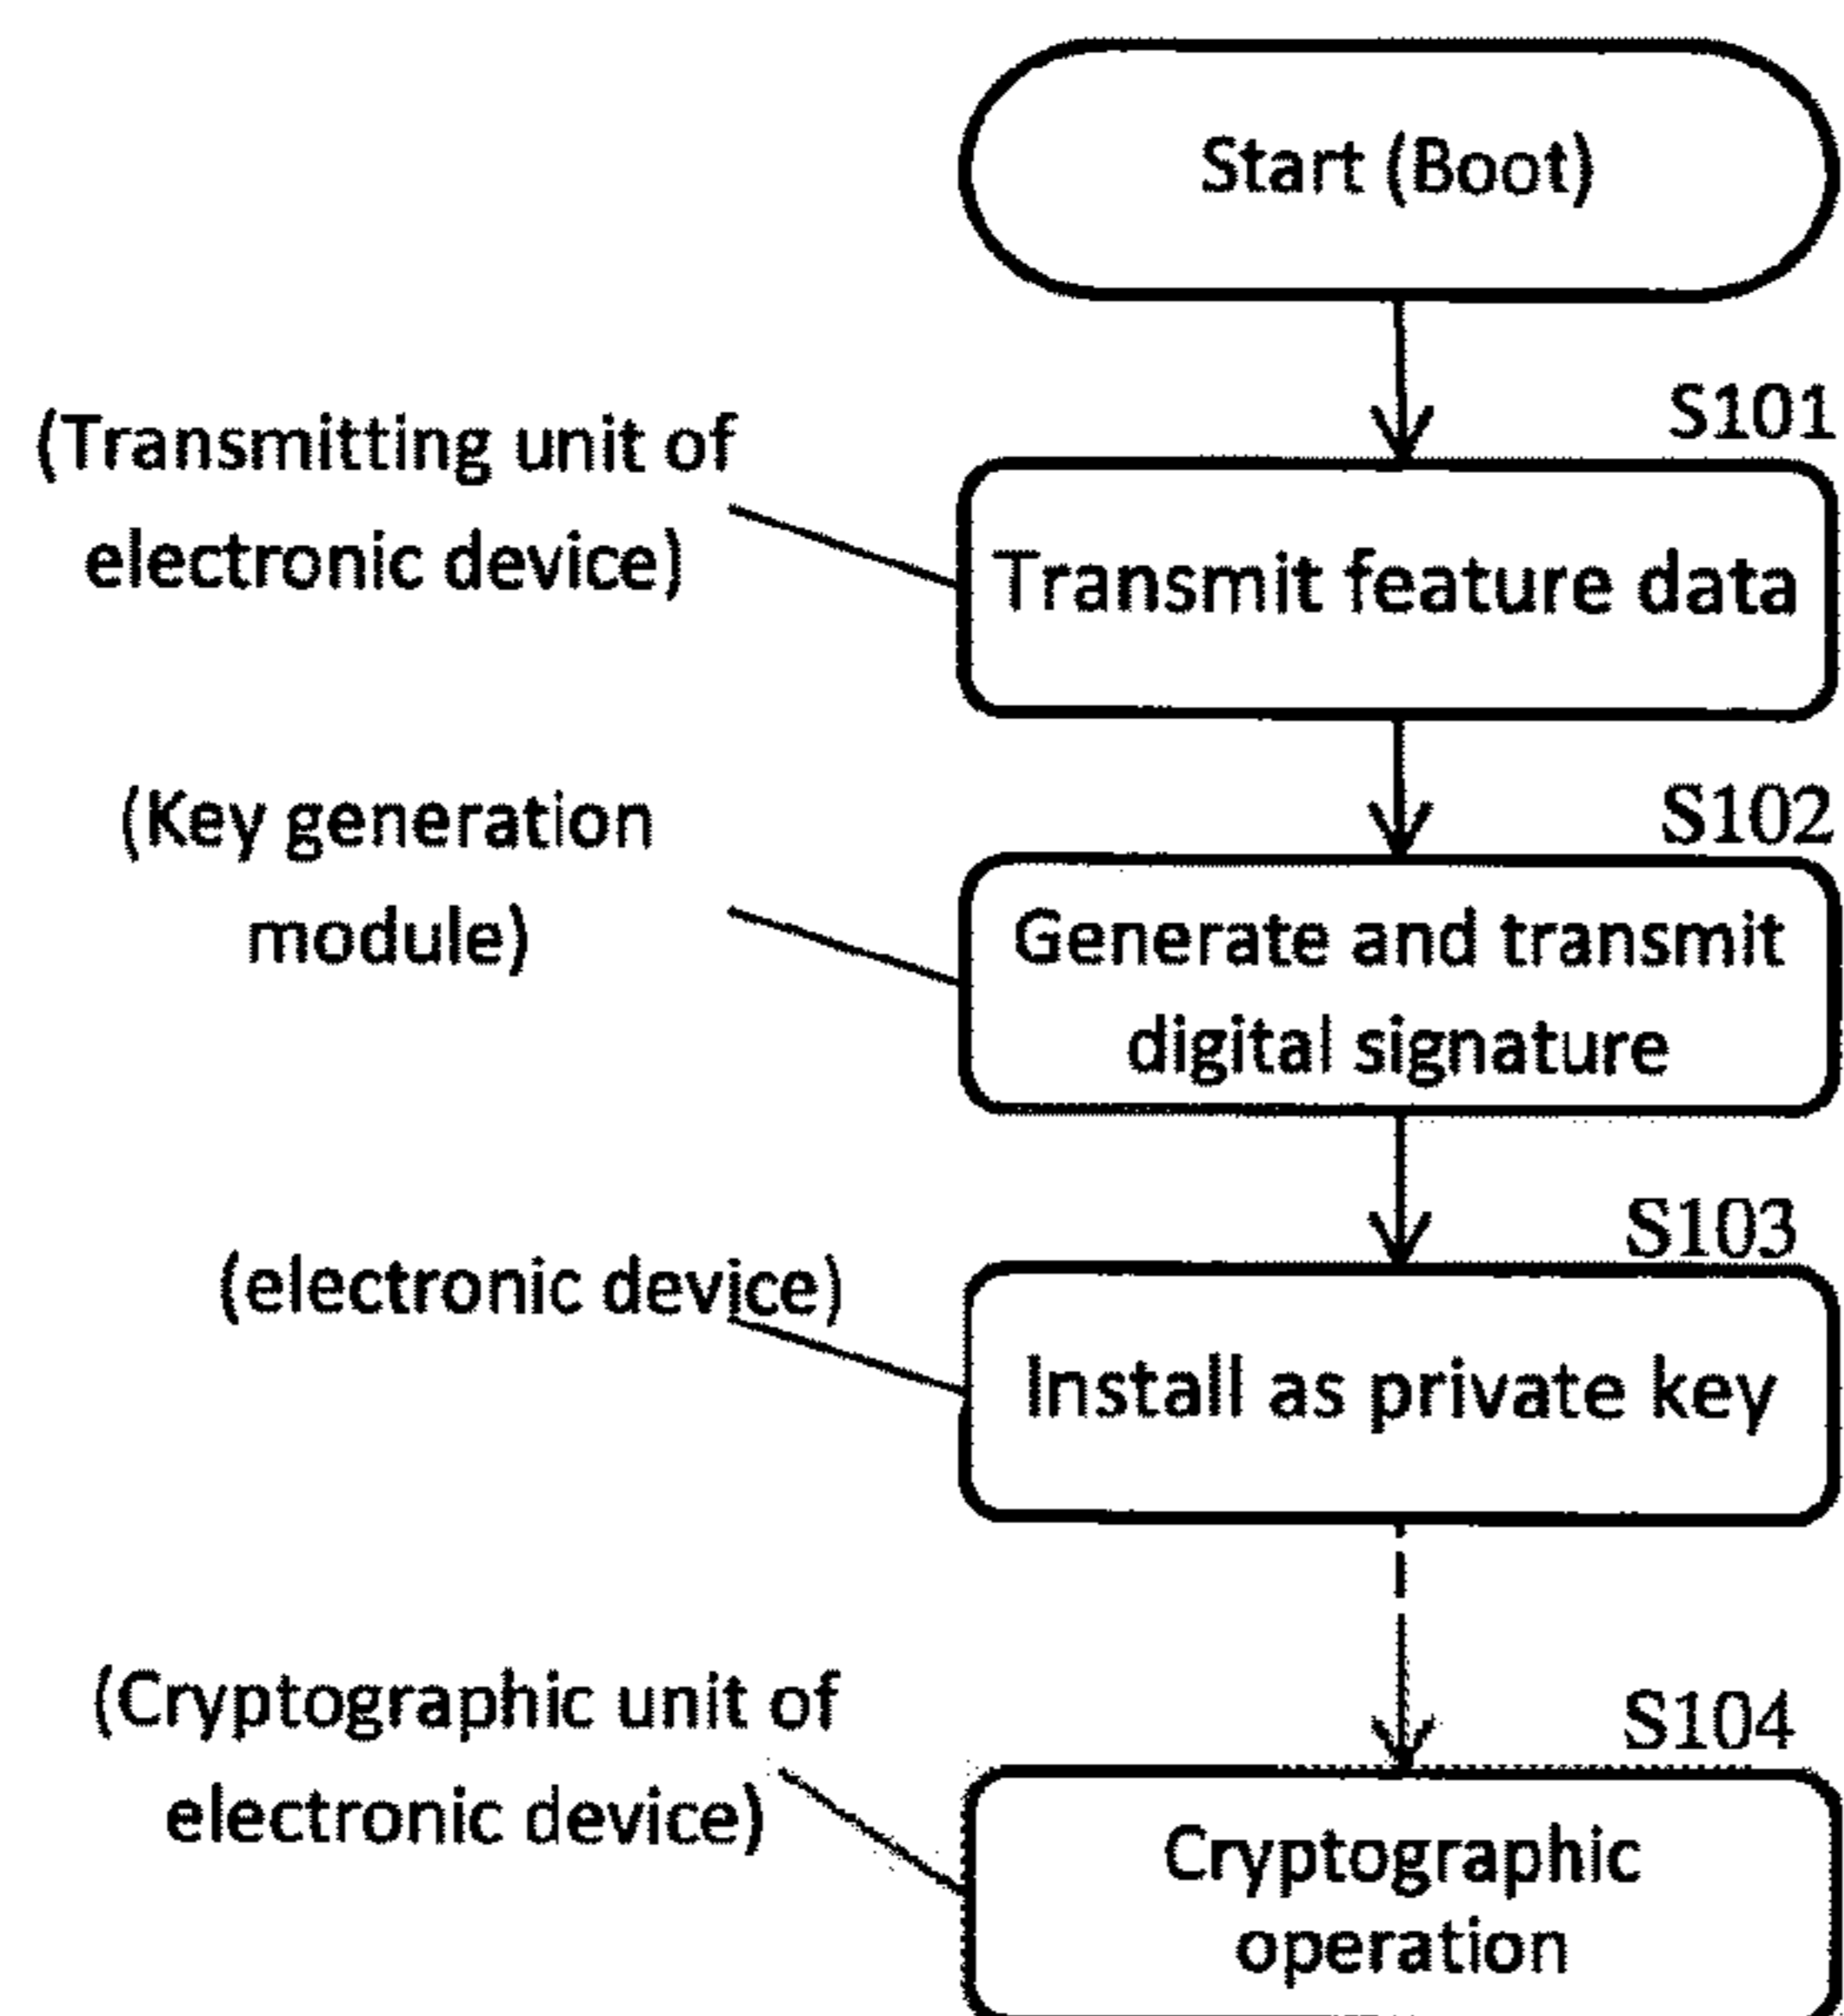 Start (Boot)
S101
(Transmitting unit of
electronic device)
Transmit feature data
S102
(Key generation
module)
Generate and transmit
digital signature
S103
(electronic device)
Install as private key
S104
(Cryptographic unit of
electronic device)
Cryptographic
operation